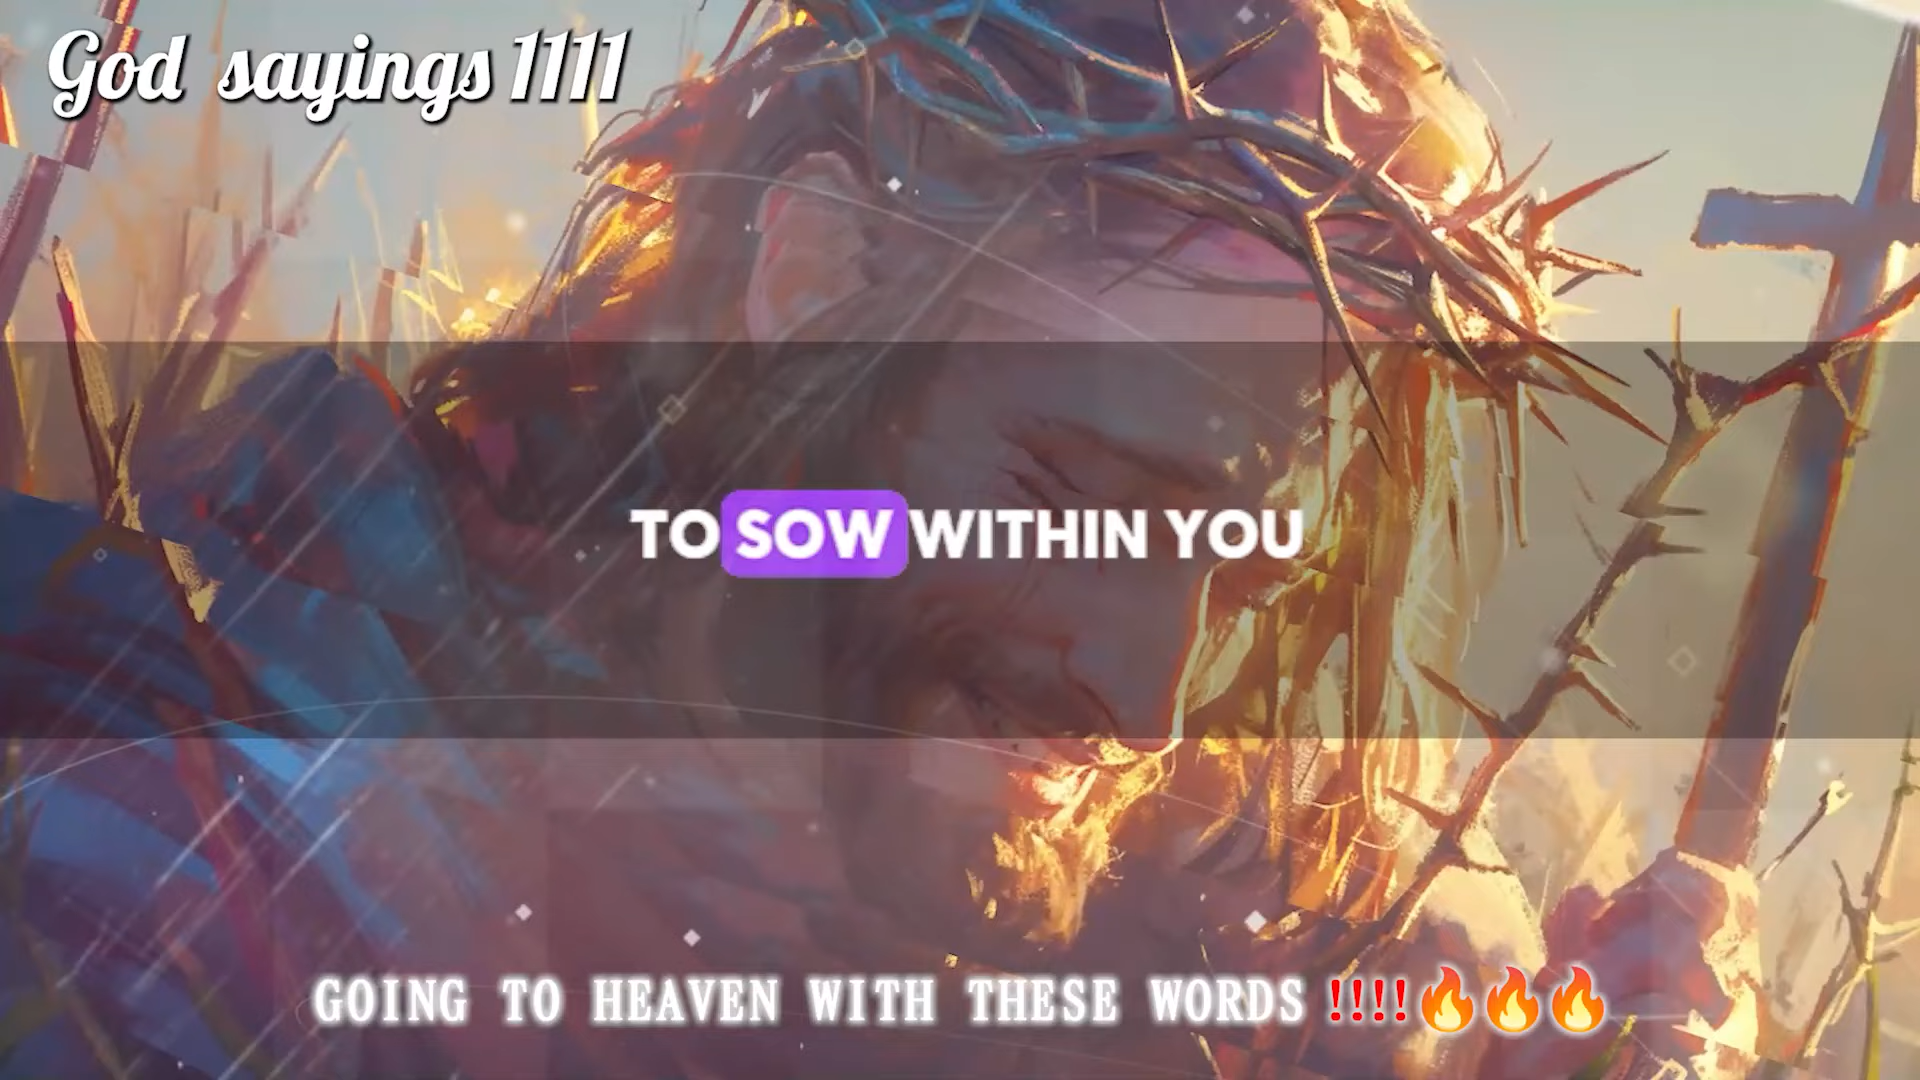 God sayings 1111
TO SOW WITHIN YOU
GOING TO HEAVEN WITH THESE WORDS !!!!🔥🔥🔥